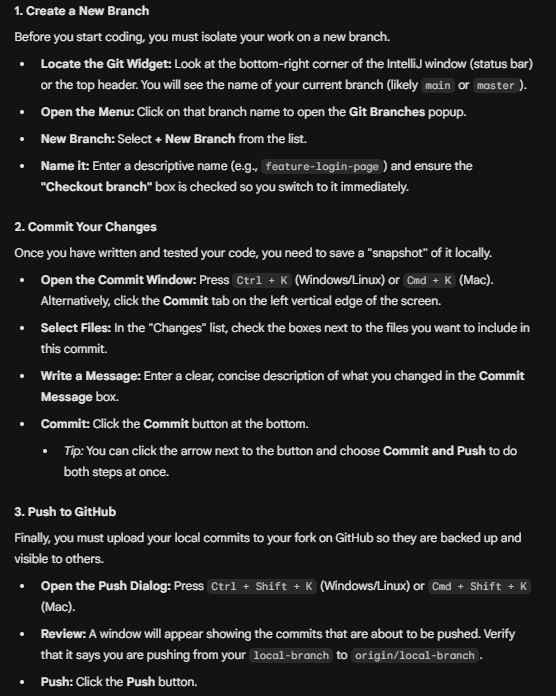 1. Create a New Branch
Before you start coding, you must isolate your work on a new branch.
• Locate the Git Widget: Look at the bottom-right corner of the IntelliJ window (status bar)
or the top header. You will see the name of your current branch (likely main or master ).
• Open the Menu: Click on that branch name to open the Git Branches popup.
• New Branch: Select + New Branch from the list.
• Name it: Enter a descriptive name (e.g., feature-login-page ) and ensure the
"Checkout branch" box is checked so you switch to it immediately.
2. Commit Your Changes
Once you have written and tested your code, you need to save a "snapshot" of it locally.
• Open the Commit Window: Press Ctrl + K (Windows/Linux) or Cmd + K (Mac).
Alternatively, click the Commit tab on the left vertical edge of the screen.
• Select Files: In the "Changes" list, check the boxes next to the files you want to include in
this commit.
• Write a Message: Enter a clear, concise description of what you changed in the Commit
Message box.
• Commit: Click the Commit button at the bottom.
• Tip: You can click the arrow next to the button and choose Commit and Push to do
both steps at once.
3. Push to GitHub
Finally, you must upload your local commits to your fork on GitHub so they are backed up and
visible to others.
• Open the Push Dialog: Press Ctrl + Shift + K (Windows/Linux) or Cmd + Shift + K
(Mac).
• Review: A window will appear showing the commits that are about to be pushed. Verify
that it says you are pushing from your local-branch to origin/local-branch .
• Push: Click the Push button.